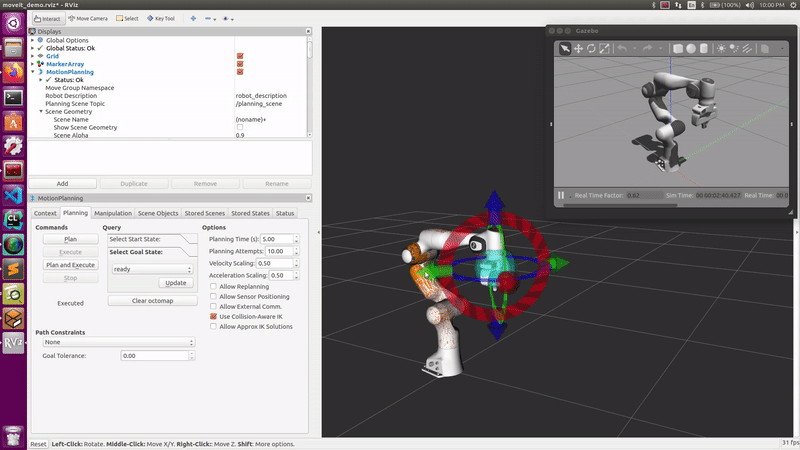 moveit_demo.rviz* - RViz
En
(100%)
10:00 PM
Interact Move Camera Select Key Tool
Displays
Global Options
Global Status: Ok
Grid
MarkerArray
MotionPlanning
Status: Ok
Move Group Namespace
Robot Description robot_description
Planning Scene Topic /planning_scene
Scene Geometry
Scene Name (noname)+
Show Scene Geometry
Scene Alpha 0.9
Add Duplicate Remove Rename
MotionPlanning
Context Planning Manipulation Scene Objects Stored Scenes Stored States Status
Commands Query Options
Plan Select Start State: Planning Time (s): 5.00
Execute Select Goal State: Planning Attempts: 10.00
Plan and Execute ready Velocity Scaling: 0.50
Stop Update Acceleration Scaling: 0.50
Executed Clear octomap
Allow Replanning
Allow Sensor Positioning
Allow External Comm.
Use Collision-Aware IK
Allow Approx IK Solutions
Path Constraints
None
Goal Tolerance: 0.00
Reset Left-Click: Rotate. Middle-Click: Move X/Y. Right-Click:: Move Z. Shift: More options.
31 fps
Gazebo
Real Time Factor: 0.62 Sim Time: Real Time:
RViz